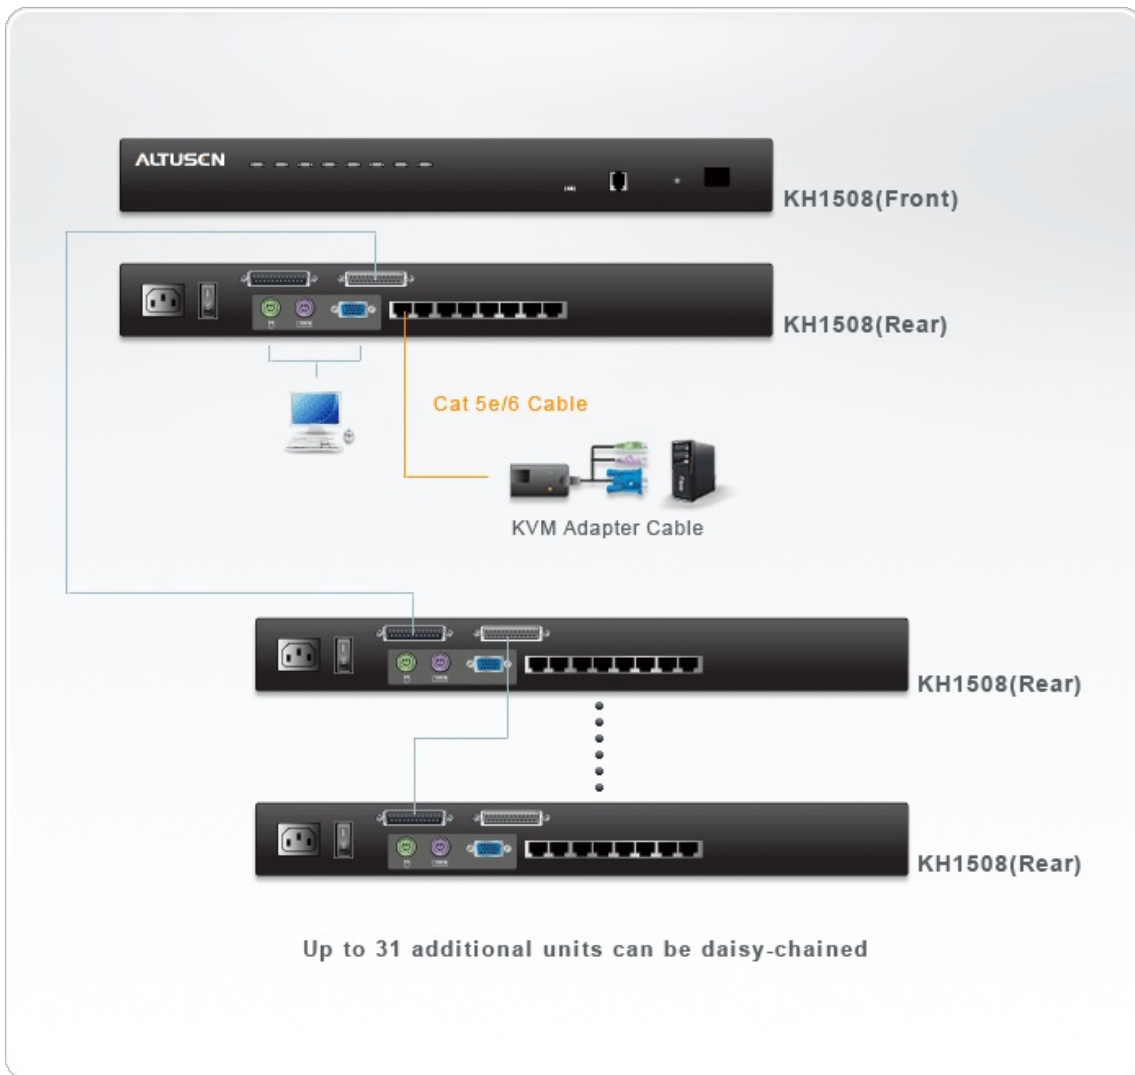 ALTUSCN
KH1508(Front)
KH1508(Rear)
Cat 5e/6 Cable
KVM Adapter Cable
KH1508(Rear)
KH1508(Rear)
Up to 31 additional units can be daisy-chained